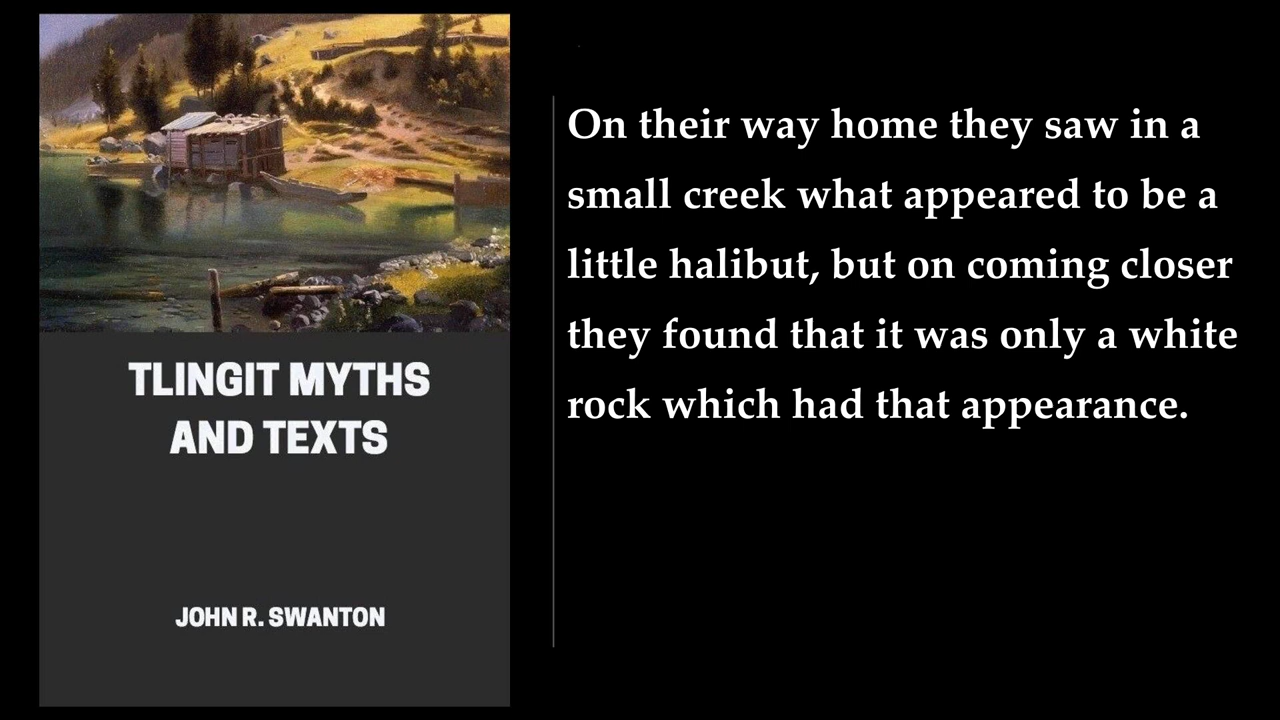 TLINGIT MYTHS
AND TEXTS
JOHN R. SWANTON
On their way home they saw in a
small creek what appeared to be a
little halibut, but on coming closer
they found that it was only a white
rock which had that appearance.